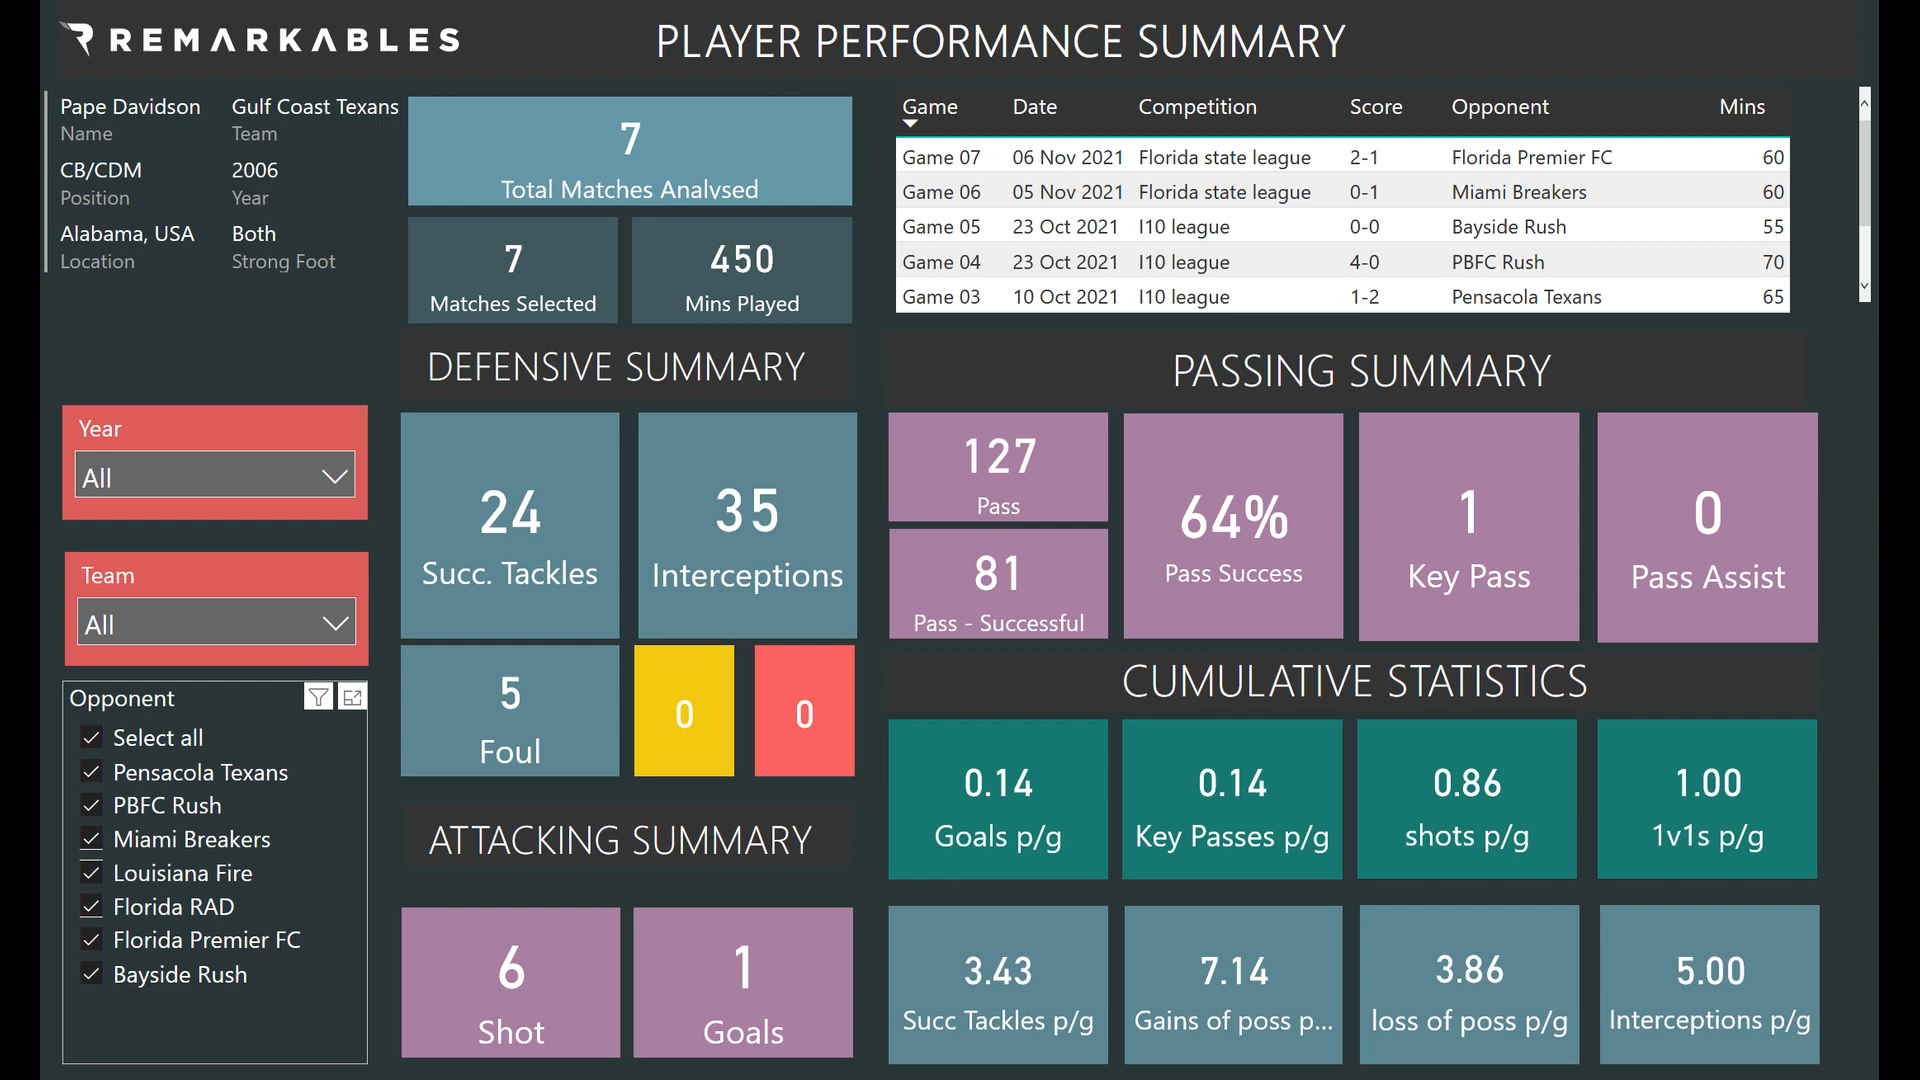 REMARKABLES
PLAYER PERFORMANCE SUMMARY
Pape Davidson
Name
Gulf Coast Texans
Team
CB/CDM
Position
2006
Year
Alabama, USA
Location
Both
Strong Foot
7
Total Matches Analysed
7
Matches Selected
450
Mins Played
Game Date Competition Score Opponent Mins
Game 07 06 Nov 2021 Florida state league 2-1 Florida Premier FC 60
Game 06 05 Nov 2021 Florida state league 0-1 Miami Breakers 60
Game 05 23 Oct 2021 I10 league 0-0 Bayside Rush 55
Game 04 23 Oct 2021 I10 league 4-0 PBFC Rush 70
Game 03 10 Oct 2021 I10 league 1-2 Pensacola Texans 65
Year
All
Team
All
Opponent
Select all
Pensacola Texans
PBFC Rush
Miami Breakers
Louisiana Fire
Florida RAD
Florida Premier FC
Bayside Rush
DEFENSIVE SUMMARY
24
Succ. Tackles
35
Interceptions
5
Foul
0
0
ATTACKING SUMMARY
6
Shot
1
Goals
PASSING SUMMARY
127
Pass
81
Pass - Successful
64%
Pass Success
1
Key Pass
0
Pass Assist
CUMULATIVE STATISTICS
0.14
Goals p/g
0.14
Key Passes p/g
0.86
shots p/g
1.00
1v1s p/g
3.43
Succ Tackles p/g
7.14
Gains of poss p...
3.86
loss of poss p/g
5.00
Interceptions p/g